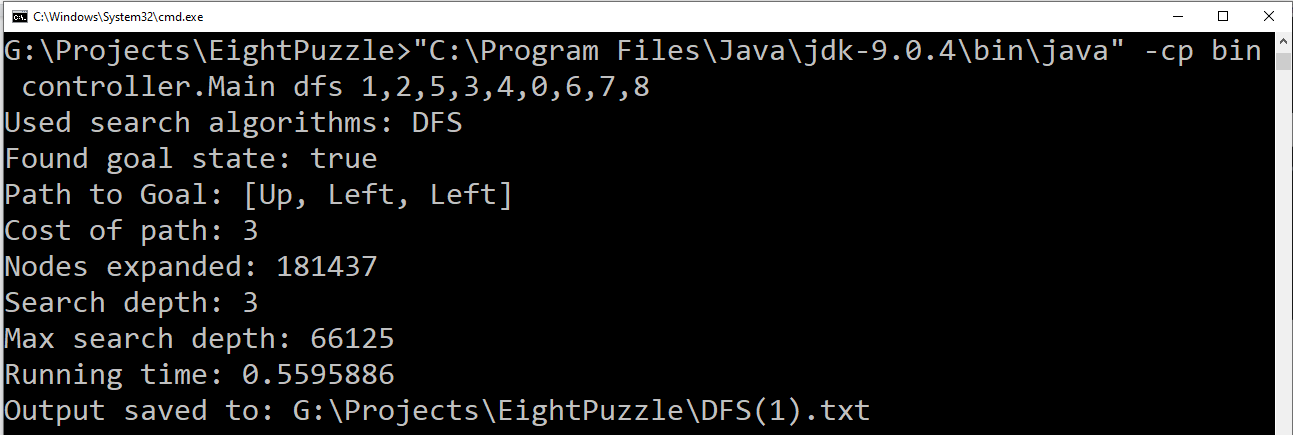 C:\Windows\System32\cmd.exe
G:\Projects\EightPuzzle>"C:\Program Files\Java\jdk-9.0.4\bin\java" -cp bin
controller.Main dfs 1,2,5,3,4,0,6,7,8
Used search algorithms: DFS
Found goal state: true
Path to Goal: [Up, Left, Left]
Cost of path: 3
Nodes expanded: 181437
Search depth: 3
Max search depth: 66125
Running time: 0.5595886
Output saved to: G:\Projects\EightPuzzle\DFS(1).txt